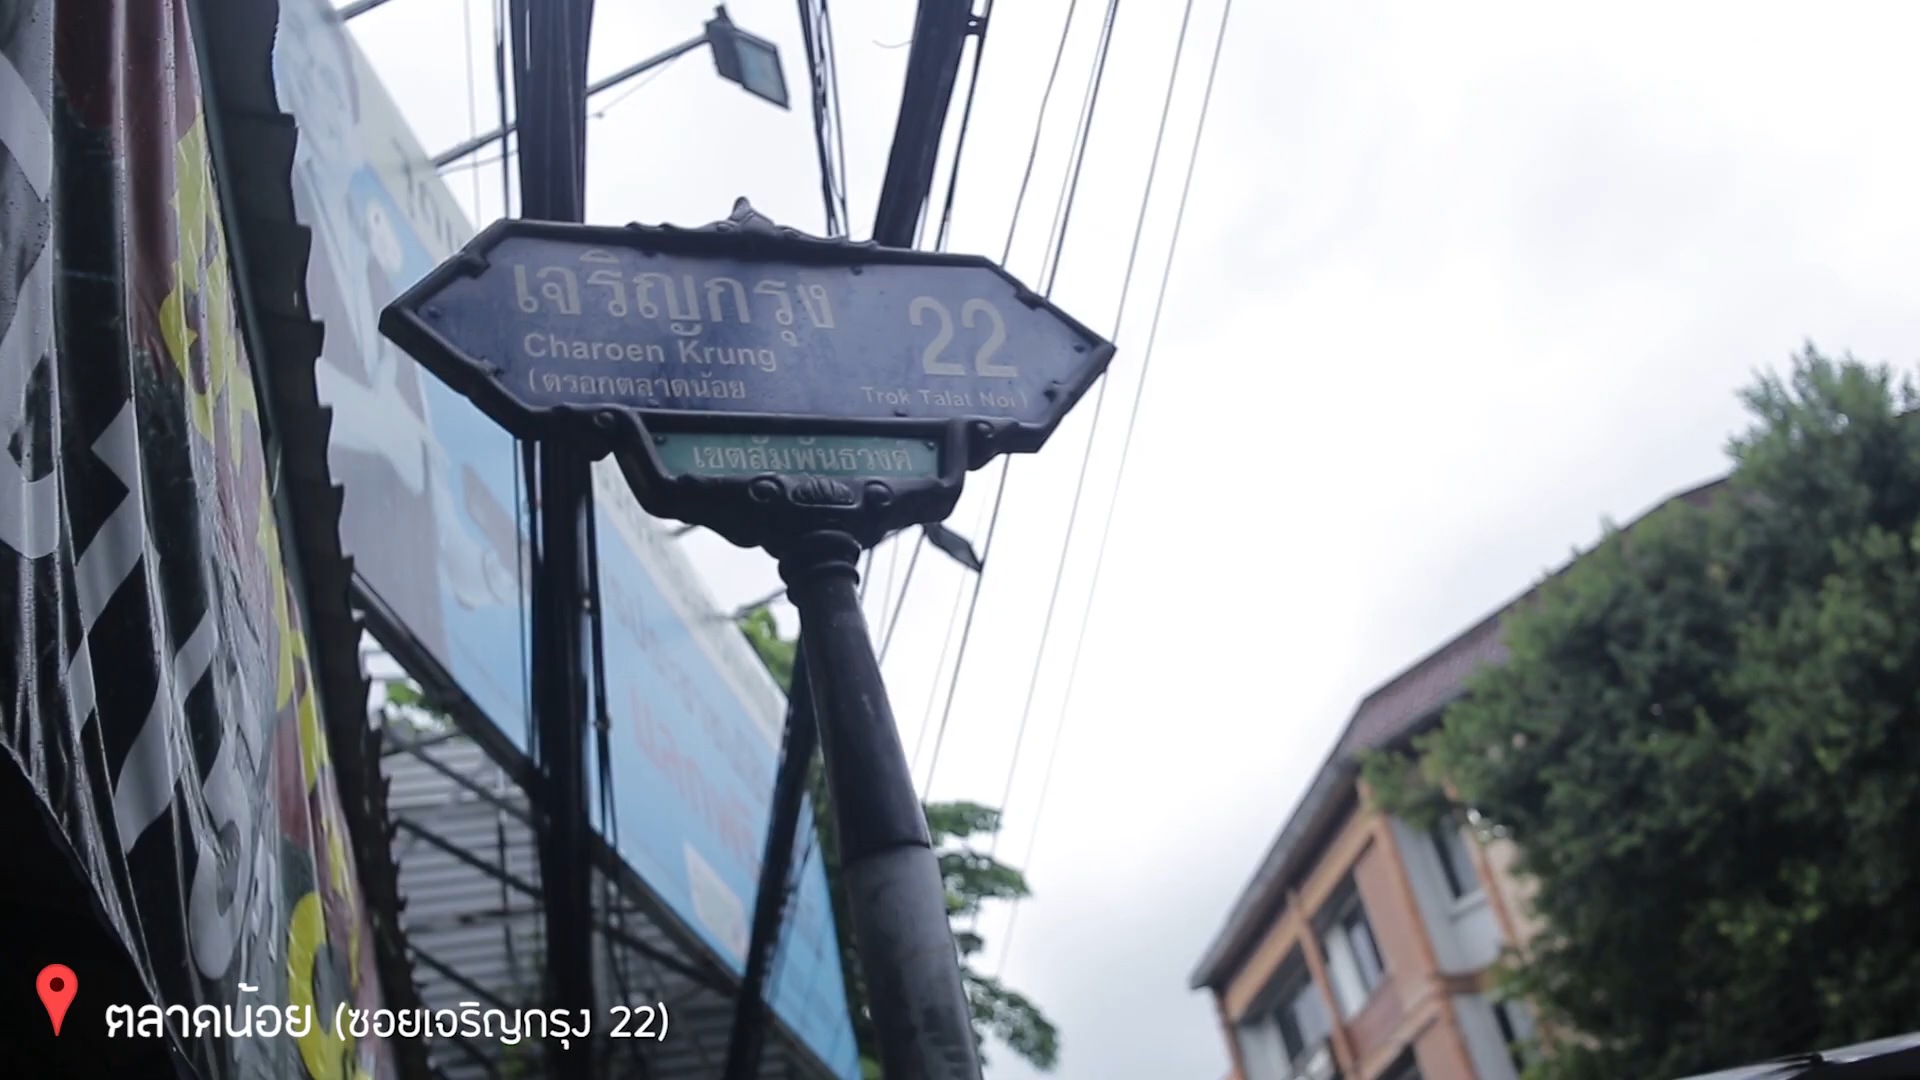 เจริญกรุง 22
Charoen Krung
(ตรอกตลาดน้อย Trok Talat Noi)
เขตสัมพันธวงศ์
ตลาดน้อย (ซอยเจริญกรุง 22)